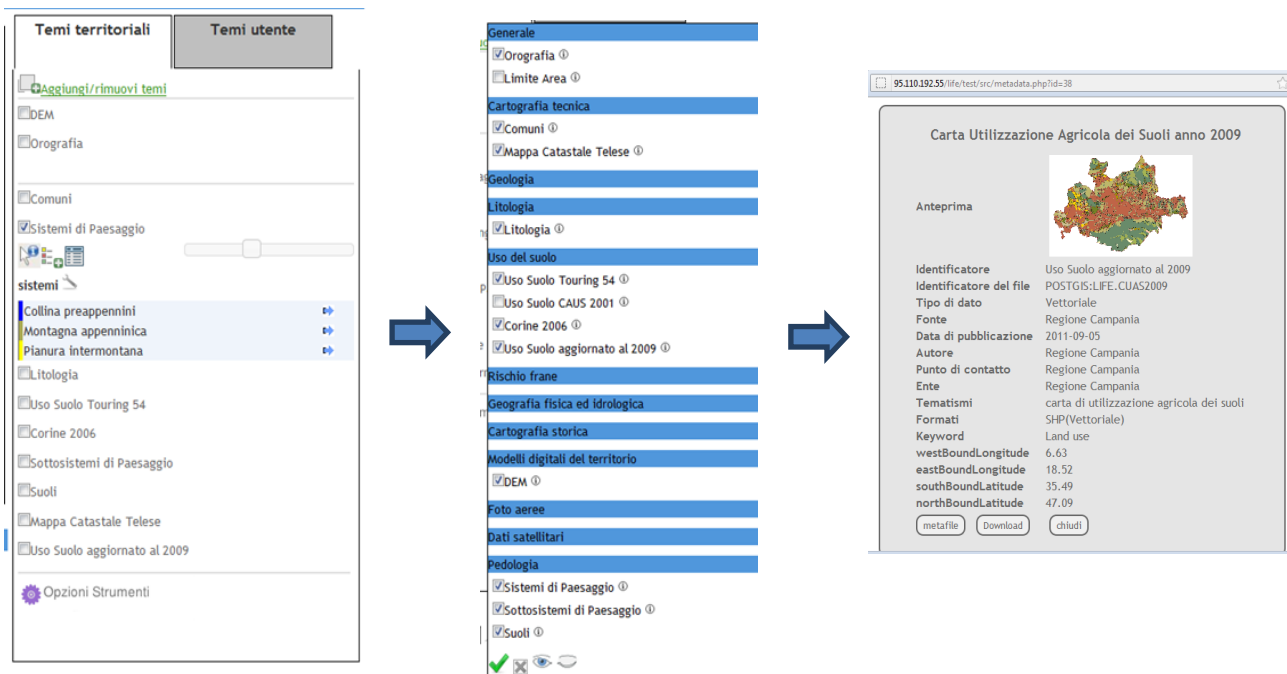 Temi territoriali
Temi utente
Aggiungi/rimuovi temi
DEM
Orografia
Comuni
Sistemi di Paesaggio
sistemi
Collina preappennini
Montagna appenninica
Pianura intermontana
Litologia
Uso Suolo Touring 54
Corine 2006
Sottosistemi di Paesaggio
Suoli
Mappa Catastale Telese
Uso Suolo aggiornato al 2009
Opzioni Strumenti
Generale
Orografia
Limite Area
Cartografia tecnica
Comuni
Mappa Catastale Telese
Geologia
Litologia
Litologia
Uso del suolo
Uso Suolo Touring 54
Uso Suolo CAUS 2001
Corine 2006
Uso Suolo aggiornato al 2009
Rischio frane
Geografia fisica ed idrologica
Cartografia storica
Modelli digitali del territorio
DEM
Foto aeree
Dati satellitari
Pedologia
Sistemi di Paesaggio
Sottosistemi di Paesaggio
Suoli
95.110.192.55/life/test/src/metadata.php?id=38
Carta Utilizzazione Agricola dei Suoli anno 2009
Anteprima
Identificatore Uso Suolo aggiornato al 2009
Identificatore del file POSTGIS:LIFE.CUAS2009
Tipo di dato Vettoriale
Fonte Regione Campania
Data di pubblicazione 2011-09-05
Autore Regione Campania
Punto di contatto Regione Campania
Ente Regione Campania
Tematismi carta di utilizzazione agricola dei suoli
Formati SHP(Vettoriale)
Keyword Land use
westBoundLongitude 6.63
eastBoundLongitude 18.52
southBoundLatitude 35.49
northBoundLatitude 47.09
metafile Download chiudi